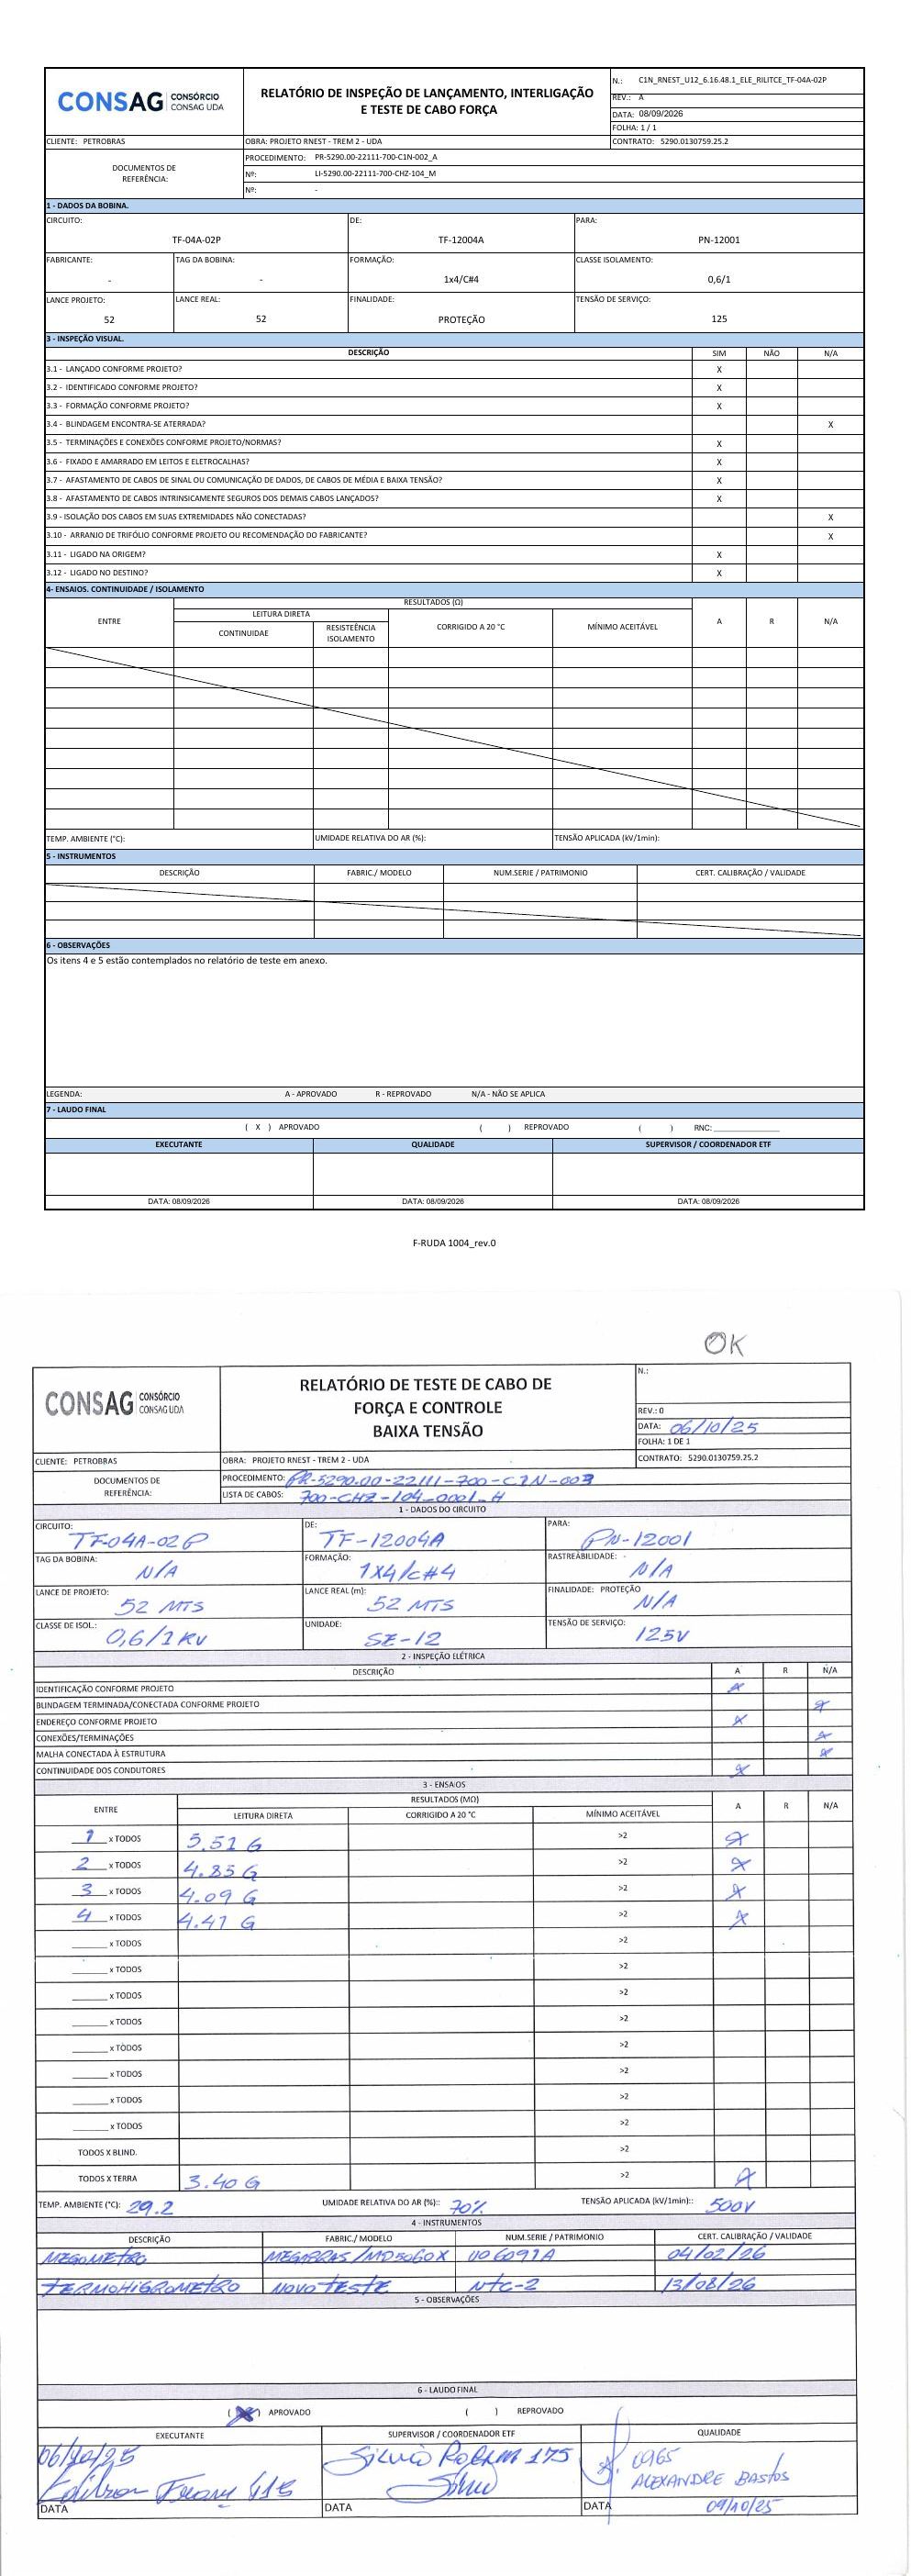 CONSAG CONSÓRCIO CONSAG UDA
RELATÓRIO DE INSPEÇÃO DE LANÇAMENTO, INTERLIGAÇÃO E TESTE DE CABO FORÇA
N.: C1N_RNEST_U12_6.16.48.1_ELE_RILITCE_TF-04A-02P
REV.: A
DATA: 08/09/2026
FOLHA: 1 / 1
CLIENTE: PETROBRAS
OBRA: PROJETO RNEST - TREM 2 - UDA
CONTRATO: 5290.0130759.25.2
DOCUMENTOS DE REFERÊNCIA:
PROCEDIMENTO: PR-5290.00-22111-700-C1N-002_A
Nº: LI-5290.00-22111-700-CHZ-104_M
Nº: -
1 - DADOS DA BOBINA.
CIRCUITO: DE: PARA:
TF-04A-02P TF-12004A PN-12001
FABRICANTE: TAG DA BOBINA: FORMAÇÃO: CLASSE ISOLAMENTO:
- - 1x4/C#4 0,6/1
LANCE PROJETO: LANCE REAL: FINALIDADE: TENSÃO DE SERVIÇO:
52 52 PROTEÇÃO 125
3 - INSPEÇÃO VISUAL.
DESCRIÇÃO SIM NÃO N/A
3.1 - LANÇADO CONFORME PROJETO? X
3.2 - IDENTIFICADO CONFORME PROJETO? X
3.3 - FORMAÇÃO CONFORME PROJETO? X
3.4 - BLINDAGEM ENCONTRA-SE ATERRADA? X
3.5 - TERMINAÇÕES E CONEXÕES CONFORME PROJETO/NORMAS? X
3.6 - FIXADO E AMARRADO EM LEITOS E ELETROCALHAS? X
3.7 - AFASTAMENTO DE CABOS DE SINAL OU COMUNICAÇÃO DE DADOS, DE CABOS DE MÉDIA E BAIXA TENSÃO? X
3.8 - AFASTAMENTO DE CABOS INTRINSICAMENTE SEGUROS DOS DEMAIS CABOS LANÇADOS? X
3.9 - ISOLAÇÃO DOS CABOS EM SUAS EXTREMIDADES NÃO CONECTADAS? X
3.10 - ARRANJO DE TRIFÓLIO CONFORME PROJETO OU RECOMENDAÇÃO DO FABRICANTE? X
3.11 - LIGADO NA ORIGEM? X
3.12 - LIGADO NO DESTINO? X
4- ENSAIOS. CONTINUIDADE / ISOLAMENTO
RESULTADOS (Ω)
ENTRE LEITURA DIRETA CORRIGIDO A 20 °C MÍNIMO ACEITÁVEL A R N/A
CONTINUIDAE RESISTEÊNCIA ISOLAMENTO
TEMP. AMBIENTE (°C): UMIDADE RELATIVA DO AR (%): TENSÃO APLICADA (kV/1min):
5 - INSTRUMENTOS
DESCRIÇÃO FABRIC./ MODELO NUM.SERIE / PATRIMONIO CERT. CALIBRAÇÃO / VALIDADE
6 - OBSERVAÇÕES
Os itens 4 e 5 estão contemplados no relatório de teste em anexo.
LEGENDA: A - APROVADO R - REPROVADO N/A - NÃO SE APLICA
7 - LAUDO FINAL
( X ) APROVADO ( ) REPROVADO ( ) RNC: ______________
EXECUTANTE QUALIDADE SUPERVISOR / COORDENADOR ETF
DATA: 08/09/2026 DATA: 08/09/2026 DATA: 08/09/2026
F-RUDA 1004_rev.0
OK
CONSAG CONSÓRCIO CONSAG UDA
RELATÓRIO DE TESTE DE CABO DE FORÇA E CONTROLE BAIXA TENSÃO
N.:
REV.: 0
DATA: 06/10/25
FOLHA: 1 DE 1
CLIENTE: PETROBRAS
OBRA: PROJETO RNEST - TREM 2 - UDA
CONTRATO: 5290.0130759.25.2
DOCUMENTOS DE REFERÊNCIA:
PROCEDIMENTO: PR-5290.00-22111-700-C1N-003
LISTA DE CABOS: 700-CHZ-104_0001_H
1 - DADOS DO CIRCUITO
CIRCUITO: TF-04A-02P DE: TF-12004A PARA: PN-12001
TAG DA BOBINA: N/A FORMAÇÃO: 1X4/C#4 RASTREÁBILIDADE: - N/A
LANCE DE PROJETO: 52 MTS LANCE REAL (m): 52 MTS FINALIDADE: PROTEÇÃO N/A
CLASSE DE ISOL.: 0,6/1 KV UNIDADE: SE-12 TENSÃO DE SERVIÇO: 125V
2 - INSPEÇÃO ELÉTRICA
DESCRIÇÃO A R N/A
IDENTIFICAÇÃO CONFORME PROJETO X
BLINDAGEM TERMINADA/CONECTADA CONFORME PROJETO X
ENDEREÇO CONFORME PROJETO X
CONEXÕES/TERMINAÇÕES X
MALHA CONECTADA À ESTRUTURA X
CONTINUIDADE DOS CONDUTORES X
3 - ENSAIOS
ENTRE RESULTADOS (MΩ) A R N/A
LEITURA DIRETA CORRIGIDO A 20 °C MÍNIMO ACEITÁVEL
1 x TODOS 5.51 G >2 X
2 x TODOS 4.85 G >2 X
3 x TODOS 4.09 G >2 X
4 x TODOS 4.47 G >2 X
______ x TODOS >2
______ x TODOS >2
______ x TODOS >2
______ x TODOS >2
______ x TODOS >2
______ x TODOS >2
______ x TODOS >2
______ x TODOS >2
TODOS X BLIND. >2
TODOS X TERRA 3.40 G >2 X
TEMP. AMBIENTE (°C): 29.2 UMIDADE RELATIVA DO AR (%):: 70% TENSÃO APLICADA (kV/1min):: 500V
4 - INSTRUMENTOS
DESCRIÇÃO FABRIC./ MODELO NUM.SERIE / PATRIMONIO CERT. CALIBRAÇÃO / VALIDADE
MEGOMETRO MEGABRAS/MD5060X 1106091A 04/02/26
TERMOHIGROMETRO NOVO TESTE NTC-2 13/08/26
5 - OBSERVAÇÕES
6 - LAUDO FINAL
( X ) APROVADO ( ) REPROVADO
EXECUTANTE SUPERVISOR / COORDENADOR ETF QUALIDADE
06/10/25
0965
ALEXANDRE BASTOS
DATA DATA DATA 09/10/25